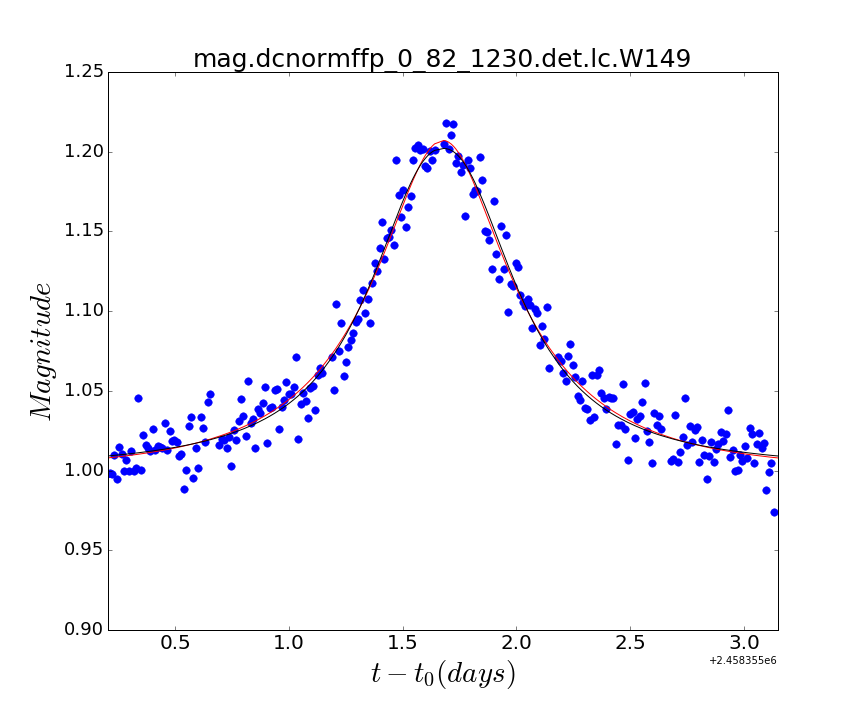 mag.dcnormffp_0_82_1230.det.lc.W149
1.25
1.20
1.15
1.10
1.05
1.00
0.95
0.90
Magnitude
0.5 1.0 1.5 2.0 2.5 3.0
+2.458355e6
t − t₀(days)